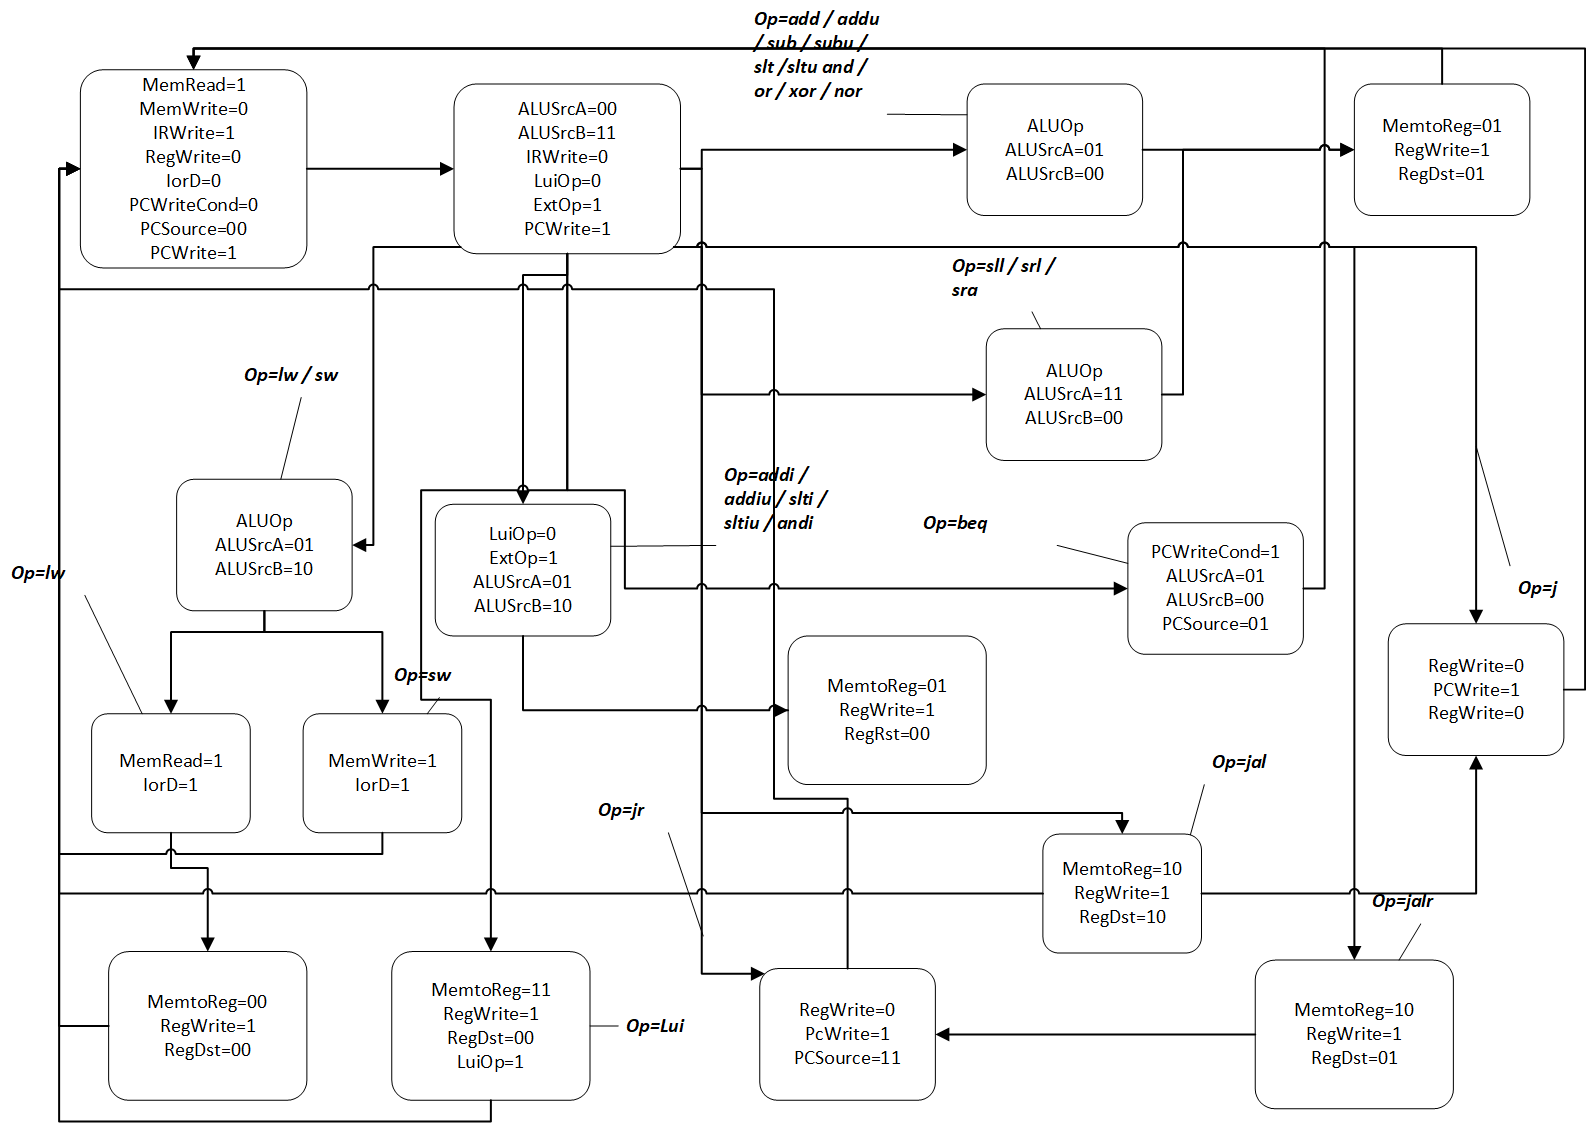 Op=add / addu
/ sub / subu /
slt /sltu and /
or / xor / nor
MemRead=1
MemWrite=0
IRWrite=1
RegWrite=0
IorD=0
PCWriteCond=0
PCSource=00
PCWrite=1
ALUSrcA=00
ALUSrcB=11
IRWrite=0
LuiOp=0
ExtOp=1
PCWrite=1
ALUOp
ALUSrcA=01
ALUSrcB=00
MemtoReg=01
RegWrite=1
RegDst=01
Op=sll / srl /
sra
ALUOp
ALUSrcA=11
ALUSrcB=00
Op=lw / sw
ALUOp
ALUSrcA=01
ALUSrcB=10
Op=addi /
addiu / slti /
sltiu / andi
LuiOp=0
ExtOp=1
ALUSrcA=01
ALUSrcB=10
Op=beq
PCWriteCond=1
ALUSrcA=01
ALUSrcB=00
PCSource=01
Op=j
Op=lw
Op=sw
RegWrite=0
PCWrite=1
RegWrite=0
MemtoReg=01
RegWrite=1
RegRst=00
MemRead=1
IorD=1
MemWrite=1
IorD=1
Op=jr
Op=jal
MemtoReg=10
RegWrite=1
RegDst=10
Op=jalr
MemtoReg=00
RegWrite=1
RegDst=00
MemtoReg=11
RegWrite=1
RegDst=00
LuiOp=1
Op=Lui
RegWrite=0
PcWrite=1
PCSource=11
MemtoReg=10
RegWrite=1
RegDst=01